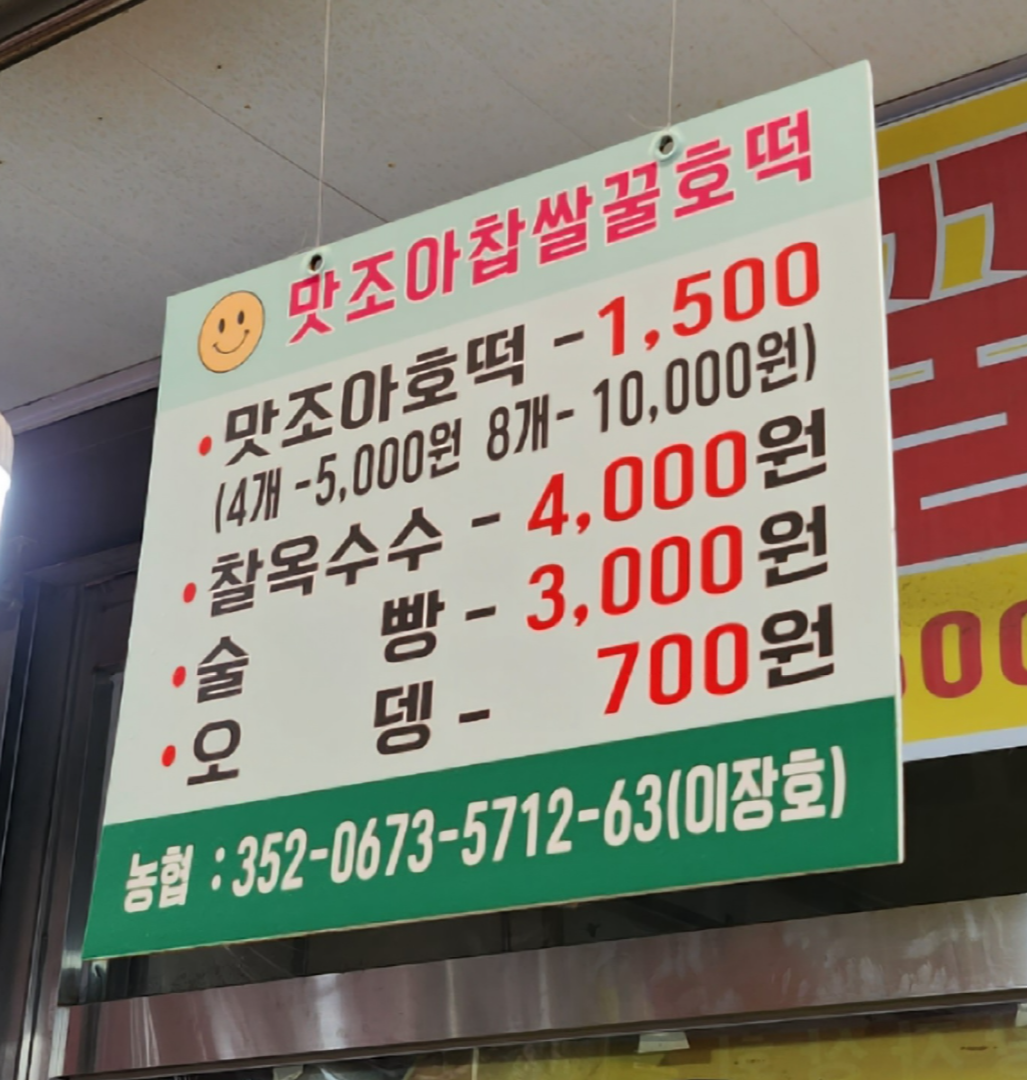 맛조아찹쌀꿀호떡
• 맛조아호떡 - 1,500
(4개 -5,000원 8개- 10,000원)
• 찰옥수수 - 4,000원
• 술 빵 - 3,000원
• 오 뎅 - 700원
농협 : 352-0673-5712-63(이장호)